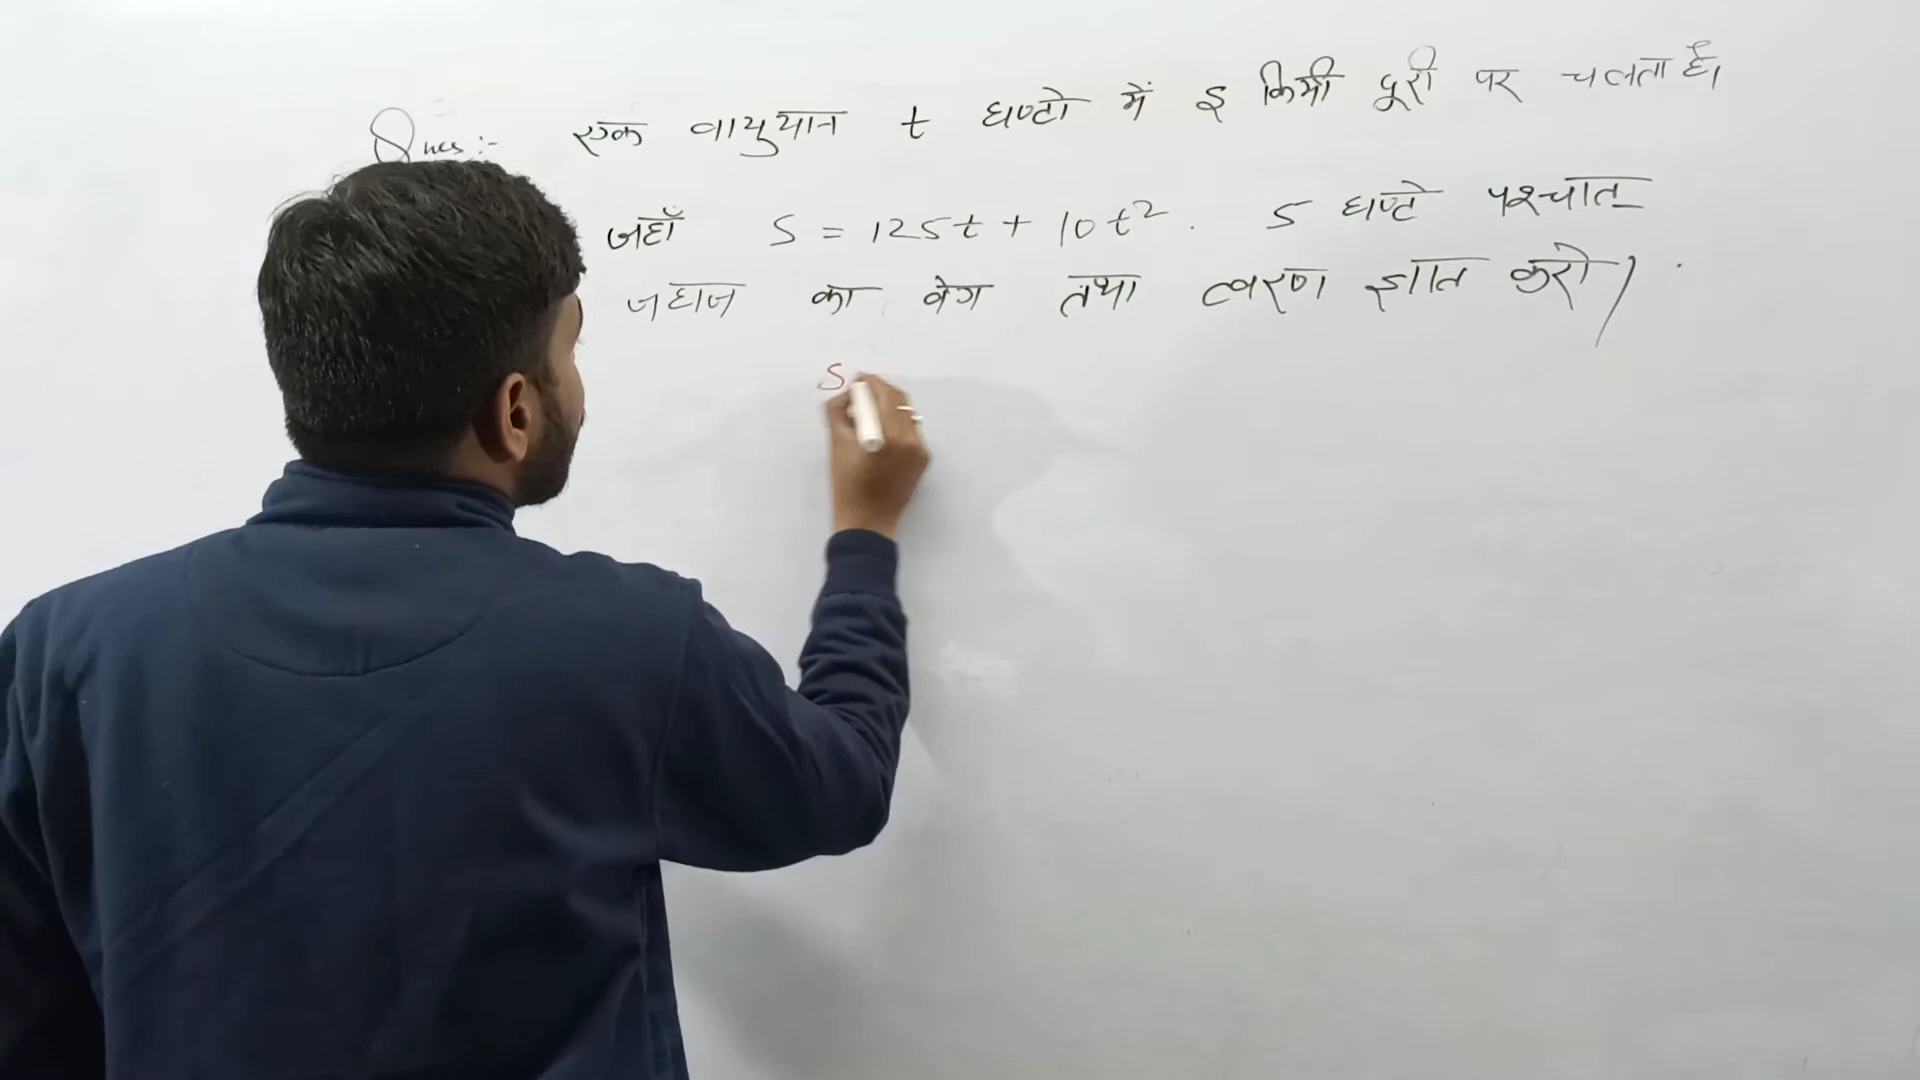 Ques:- एक वायुयान t घण्टो में S किमी दूरी पर चलता है।
जहाँ S = 125t + 10t². 5 घण्टे पश्चात
जहाज का वेग तथा त्वरण ज्ञात करो।
S